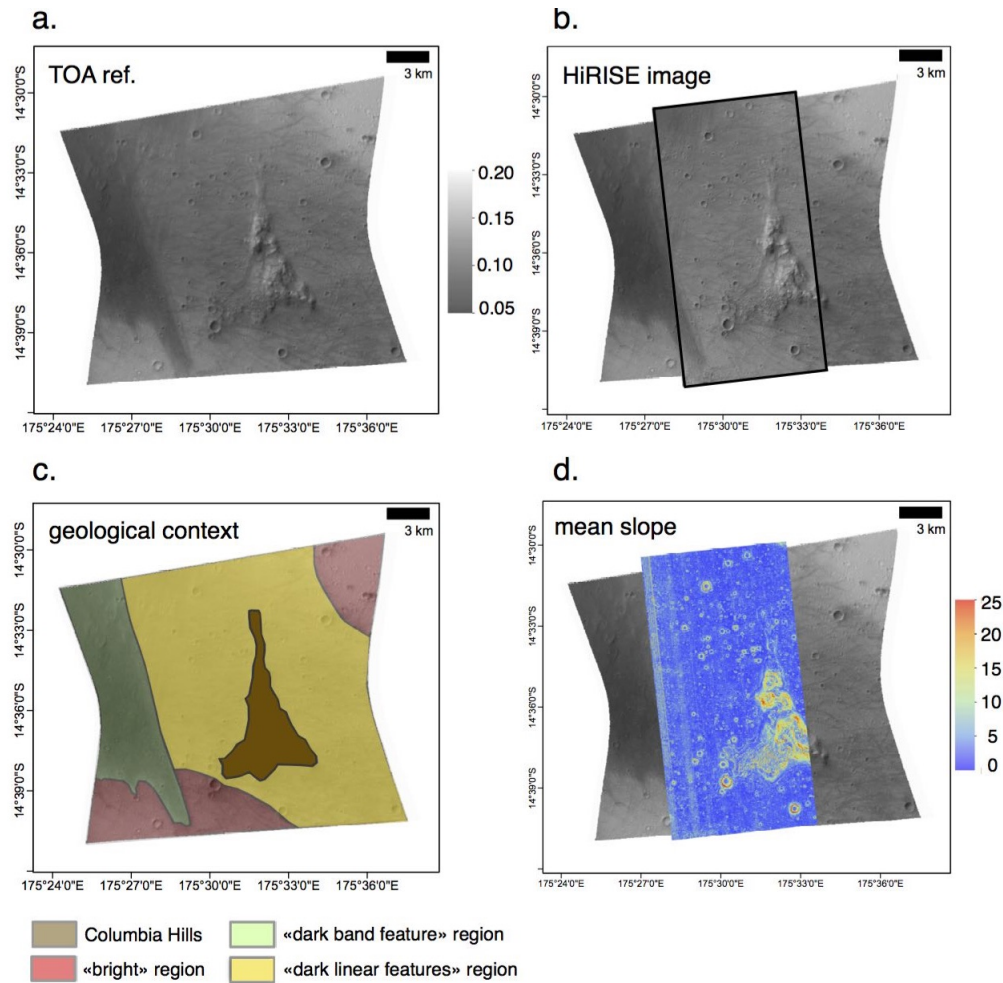 a.
TOA ref.
3 km
14°30'0"S
14°33'0"S
14°36'0"S
14°39'0"S
175°24'0"E
175°27'0"E
175°30'0"E
175°33'0"E
175°36'0"E
0.20
0.15
0.10
0.05
b.
HiRISE image
3 km
14°30'0"S
14°33'0"S
14°36'0"S
14°39'0"S
175°24'0"E
175°27'0"E
175°30'0"E
175°33'0"E
175°36'0"E
c.
geological context
3 km
14°30'0"S
14°33'0"S
14°36'0"S
14°39'0"S
175°24'0"E
175°27'0"E
175°30'0"E
175°33'0"E
175°36'0"E
d.
mean slope
3 km
14°30'0"S
14°33'0"S
14°36'0"S
14°39'0"S
175°24'0"E
175°27'0"E
175°30'0"E
175°33'0"E
175°36'0"E
25
20
15
10
5
0
Columbia Hills
«dark band feature» region
«bright» region
«dark linear features» region